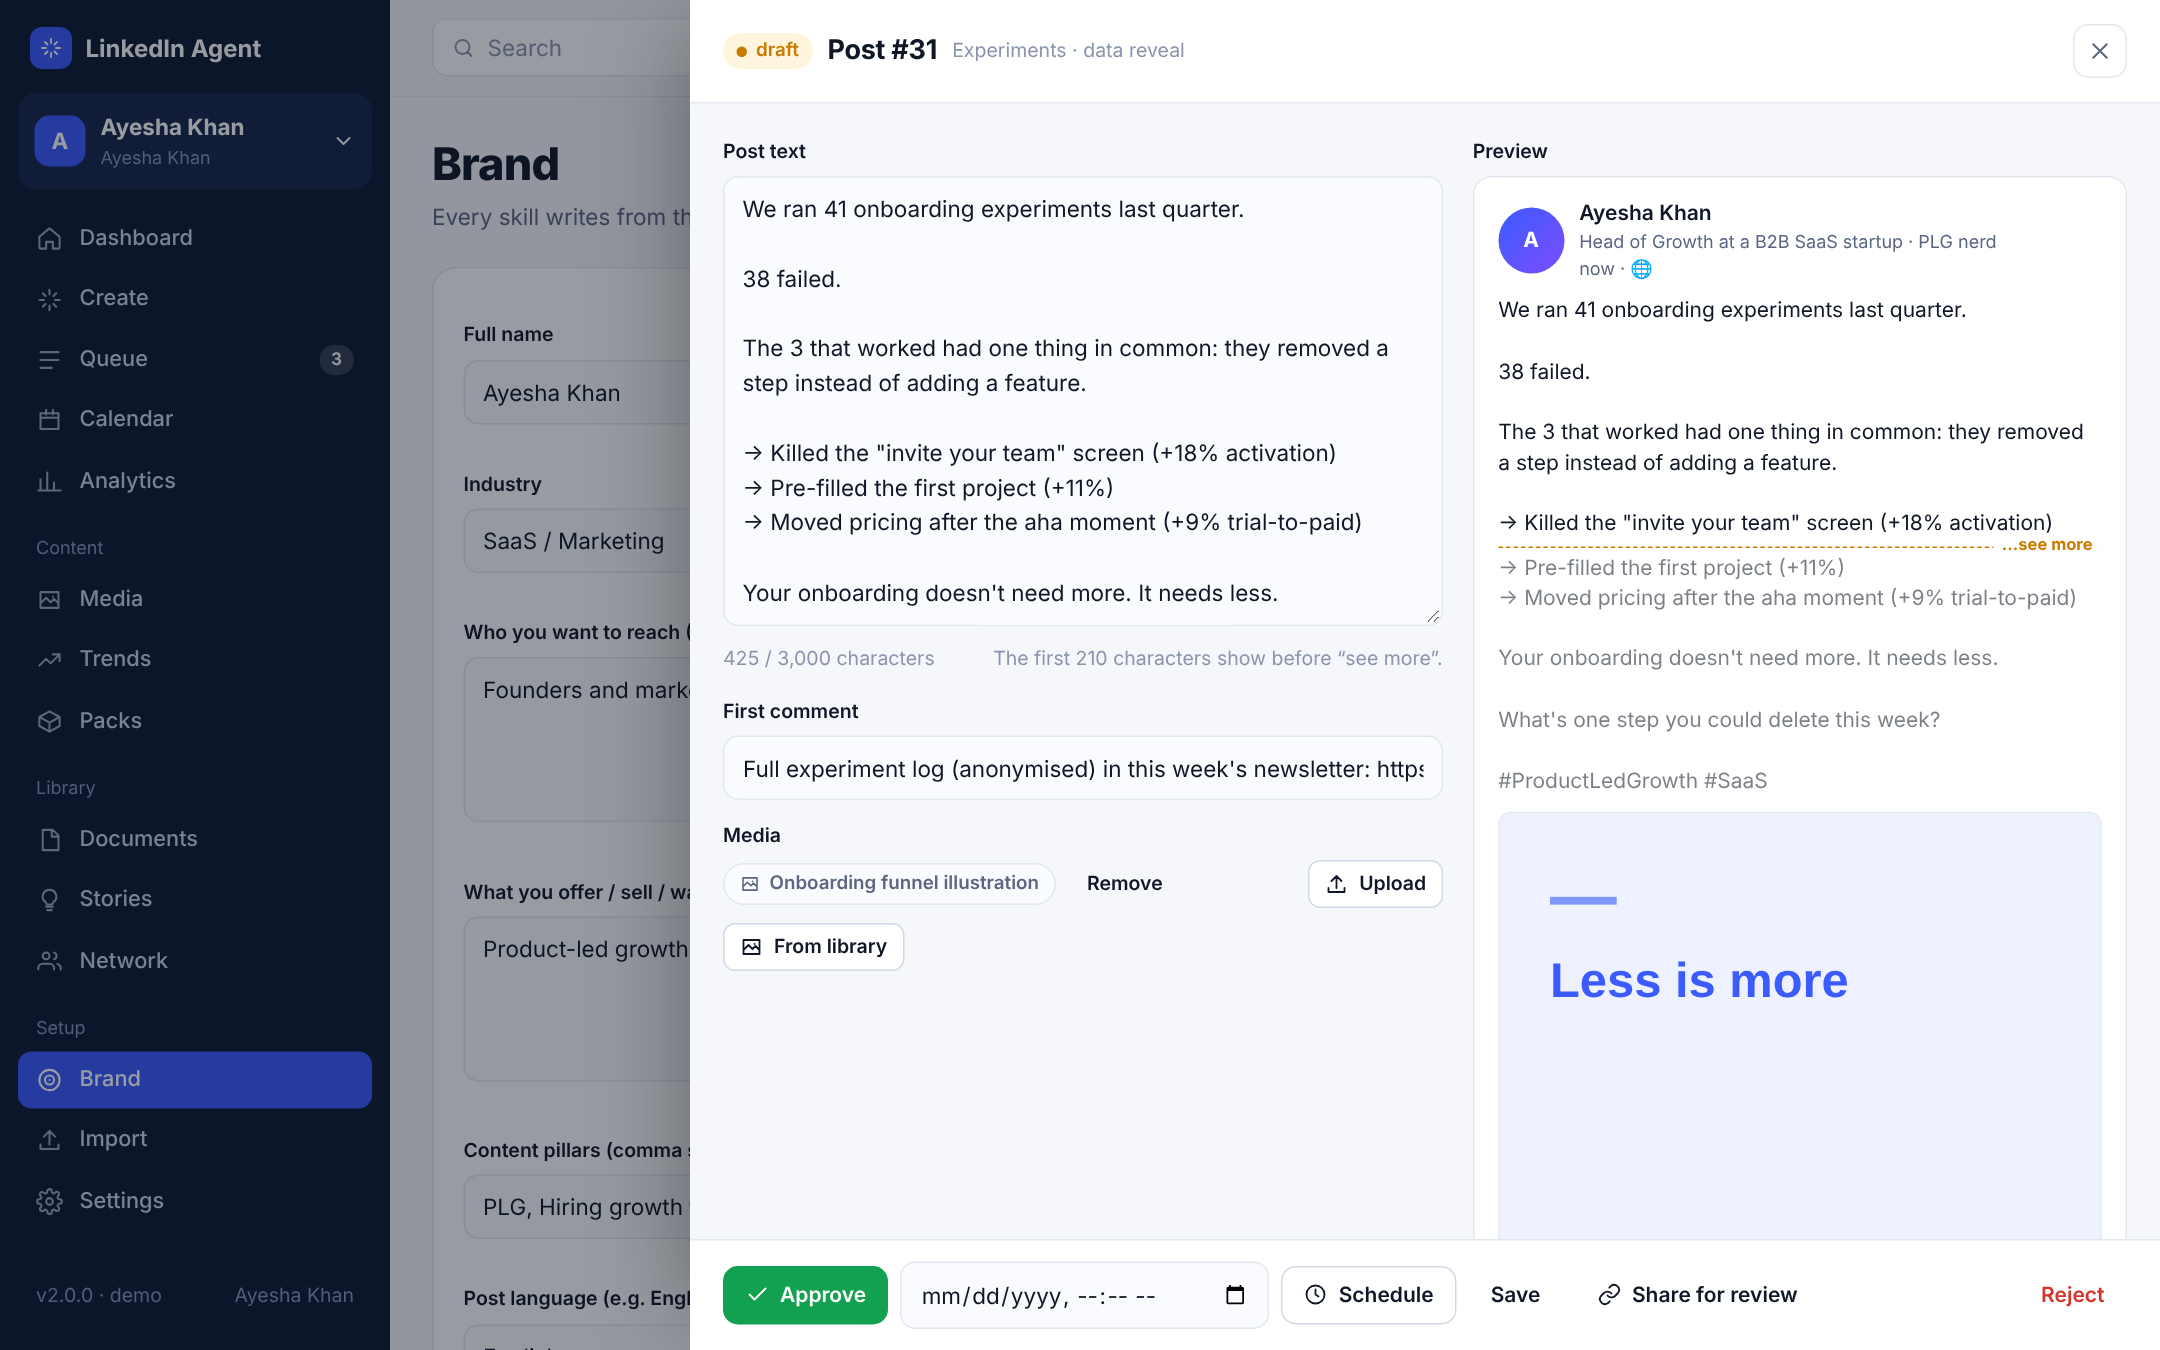 LinkedIn Agent
A
Ayesha Khan
Ayesha Khan
Dashboard
Create
Queue
3
Calendar
Analytics
Content
Media
Trends
Packs
Library
Documents
Stories
Network
Setup
Brand
Import
Settings
v2.0.0 · demo
Ayesha Khan
Search
Brand
Every skill writes from th
Full name
Ayesha Khan
Industry
SaaS / Marketing
Who you want to reach (
Founders and mark
What you offer / sell / w
Product-led growth
Content pillars (comma
PLG, Hiring growth
Post language (e.g. Engl
draft
Post #31
Experiments · data reveal
Post text
We ran 41 onboarding experiments last quarter.
38 failed.
The 3 that worked had one thing in common: they removed a
step instead of adding a feature.
→ Killed the "invite your team" screen (+18% activation)
→ Pre-filled the first project (+11%)
→ Moved pricing after the aha moment (+9% trial-to-paid)
Your onboarding doesn't need more. It needs less.
425 / 3,000 characters
The first 210 characters show before “see more”.
First comment
Full experiment log (anonymised) in this week's newsletter: https
Media
Onboarding funnel illustration
Remove
Upload
From library
Preview
A
Ayesha Khan
Head of Growth at a B2B SaaS startup · PLG nerd
now · 🌐
We ran 41 onboarding experiments last quarter.
38 failed.
The 3 that worked had one thing in common: they removed
a step instead of adding a feature.
→ Killed the "invite your team" screen (+18% activation)
...see more
→ Pre-filled the first project (+11%)
→ Moved pricing after the aha moment (+9% trial-to-paid)
Your onboarding doesn't need more. It needs less.
What's one step you could delete this week?
#ProductLedGrowth #SaaS
Less is more
Approve
mm/dd/yyyy, --:-- --
Schedule
Save
Share for review
Reject